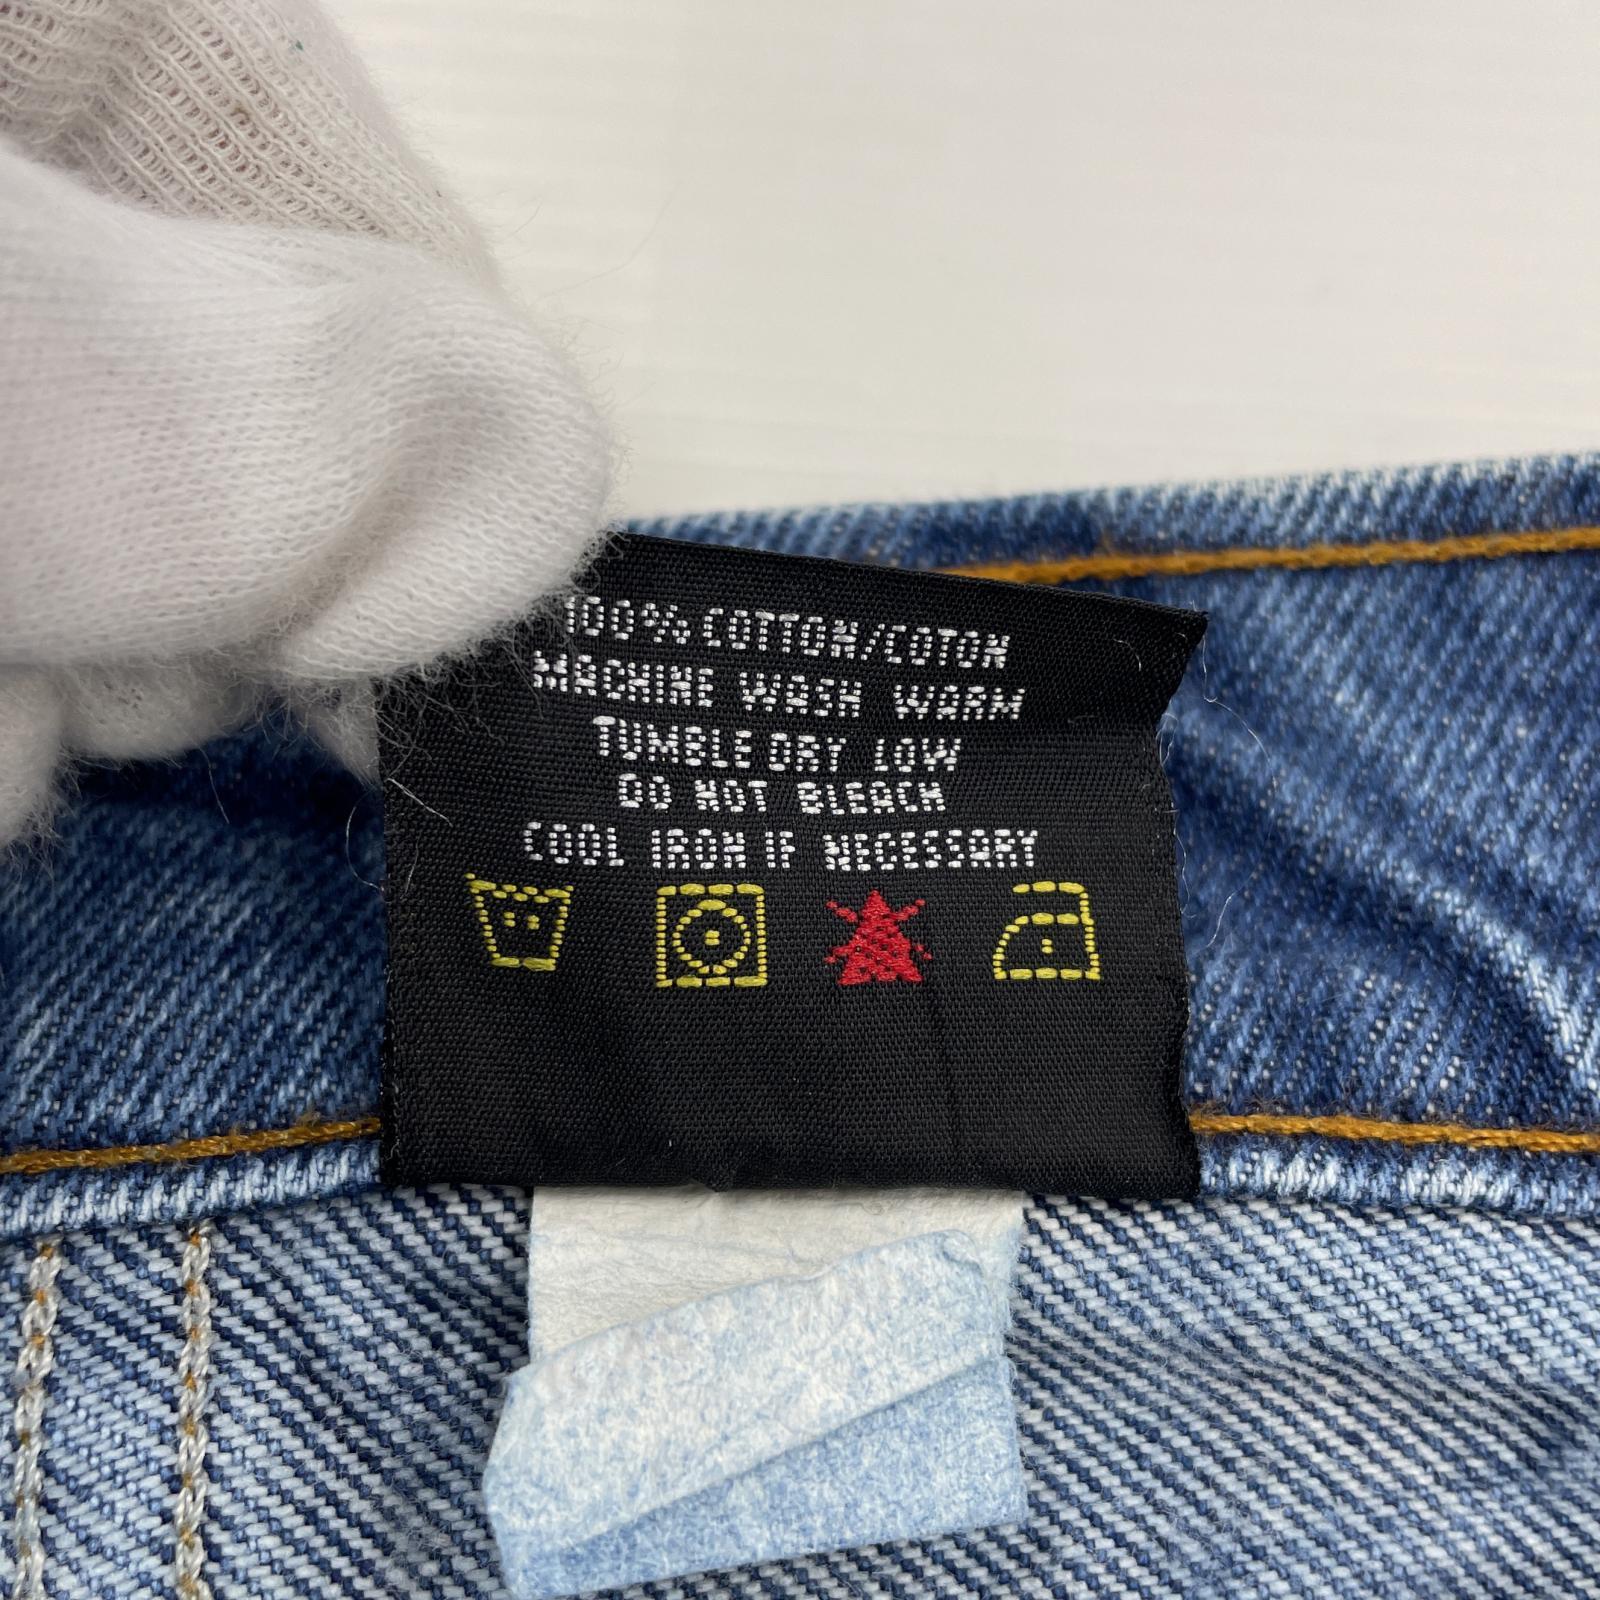 100% COTTON/COTON
MACHINE WASH WARM
TUMBLE DRY LOW
DO NOT BLEACH
COOL IRON IF NECESSARY